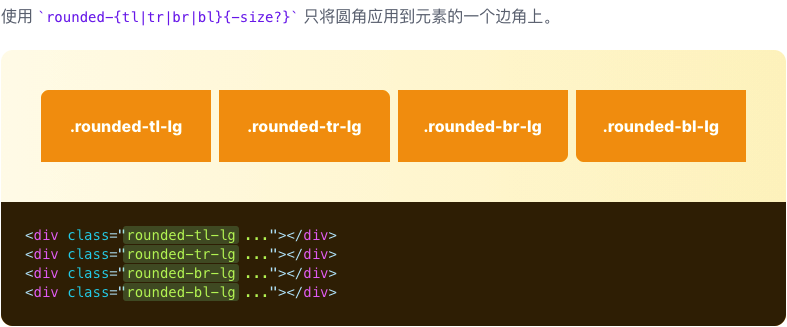 使用 `rounded-{tl|tr|br|bl}{-size?}` 只将圆角应用到元素的一个边角上。
.rounded-tl-lg .rounded-tr-lg .rounded-br-lg .rounded-bl-lg
<div class="rounded-tl-lg ..."></div>
<div class="rounded-tr-lg ..."></div>
<div class="rounded-br-lg ..."></div>
<div class="rounded-bl-lg ..."></div>